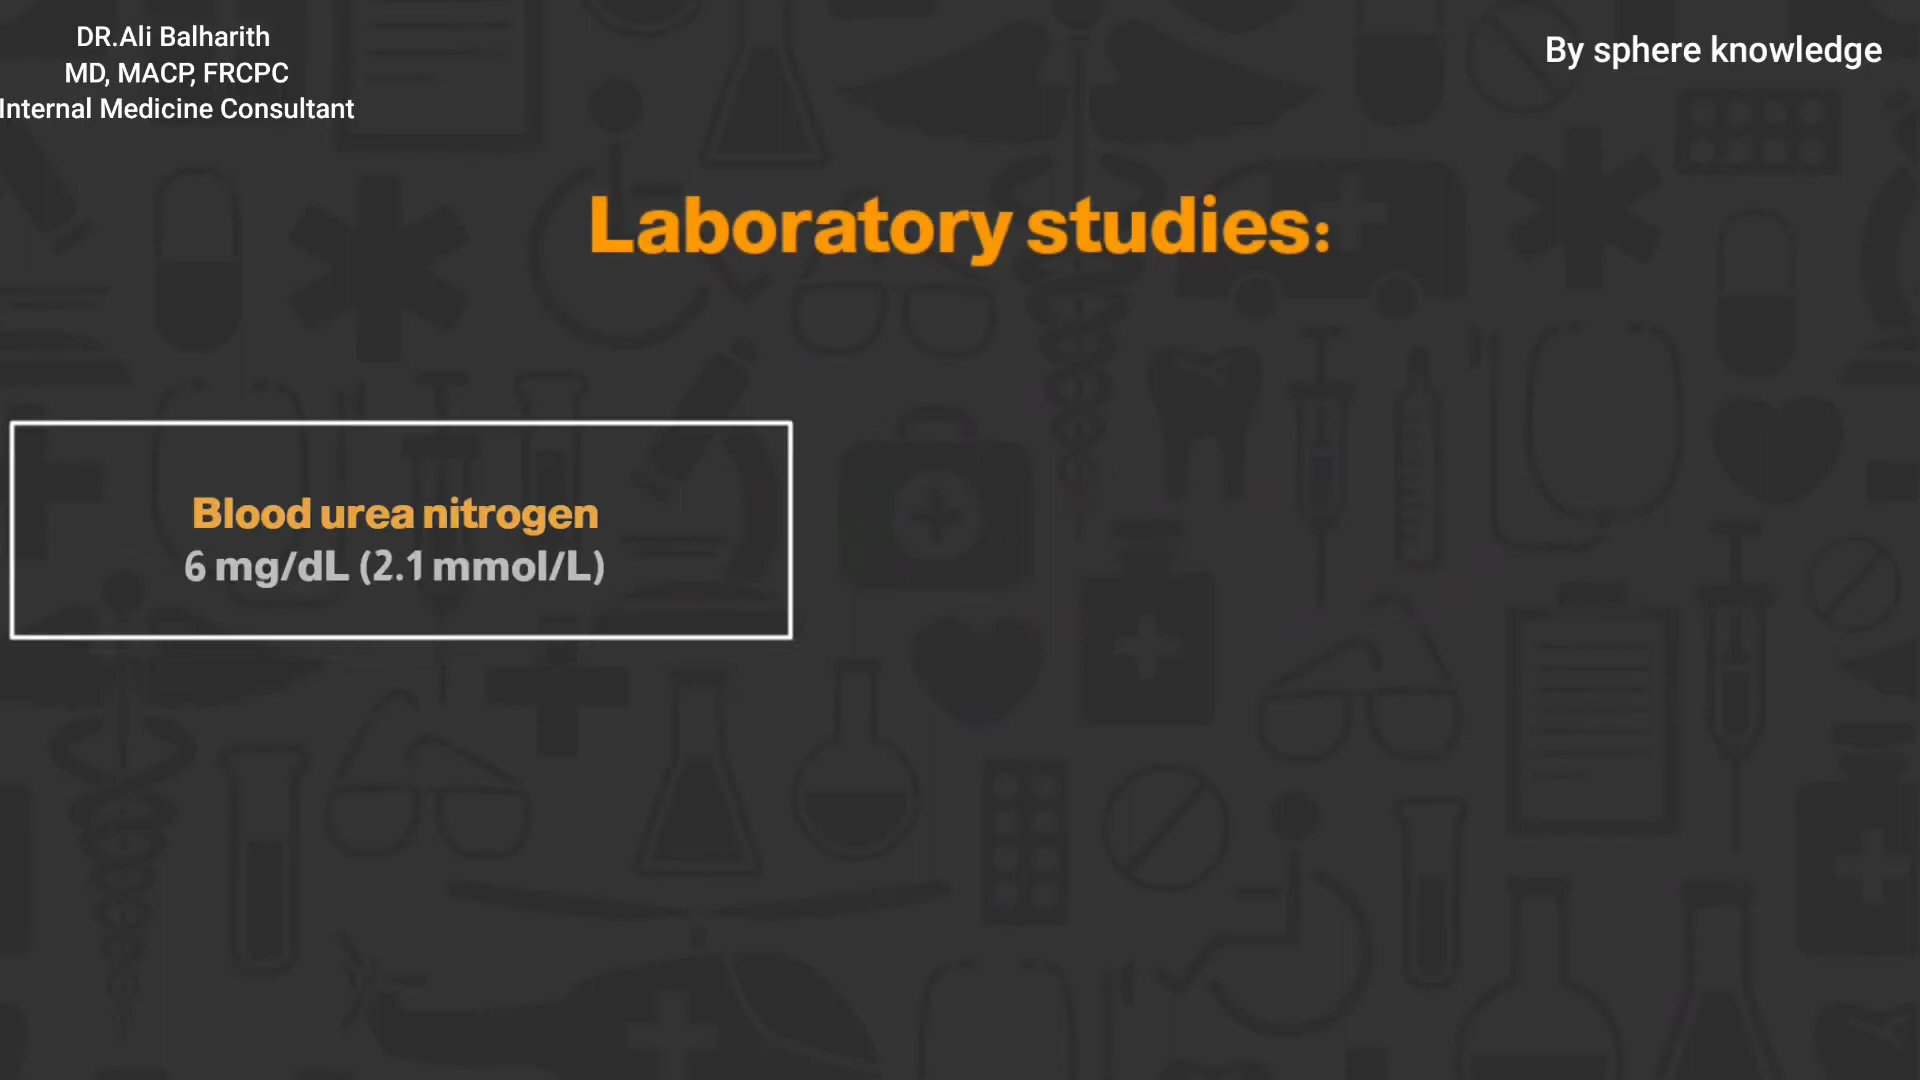 DR.Ali Balharith
MD, MACP, FRCPC
Internal Medicine Consultant
By sphere knowledge
Laboratory studies:
Blood urea nitrogen
6 mg/dL (2.1 mmol/L)